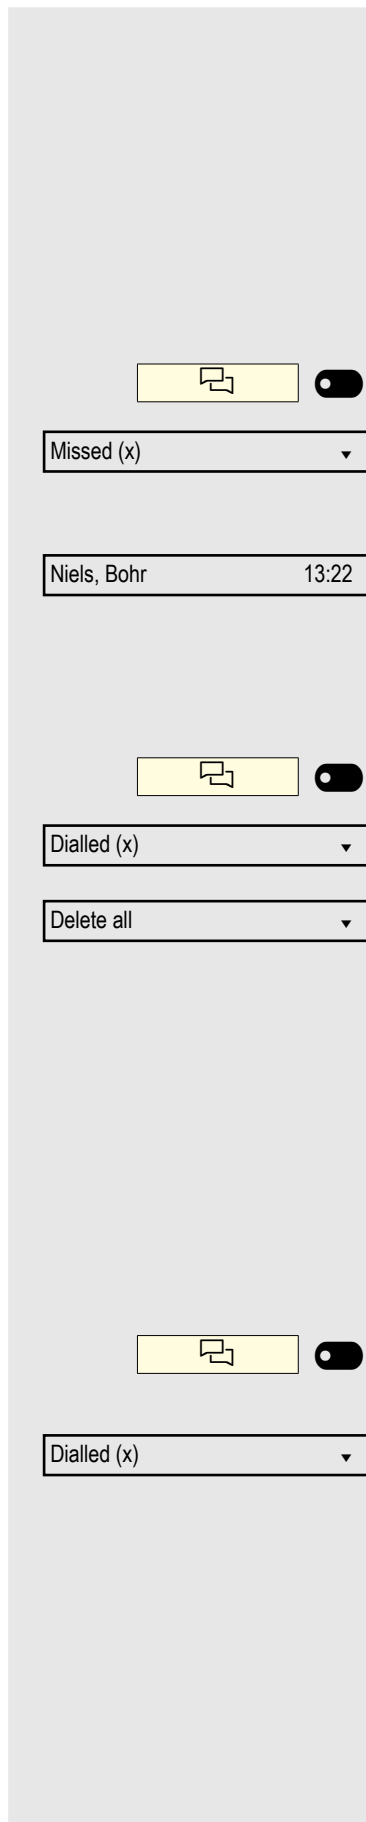 Missed (x)
Niels, Bohr 13:22
Dialled (x)
Delete all
Dialled (x)